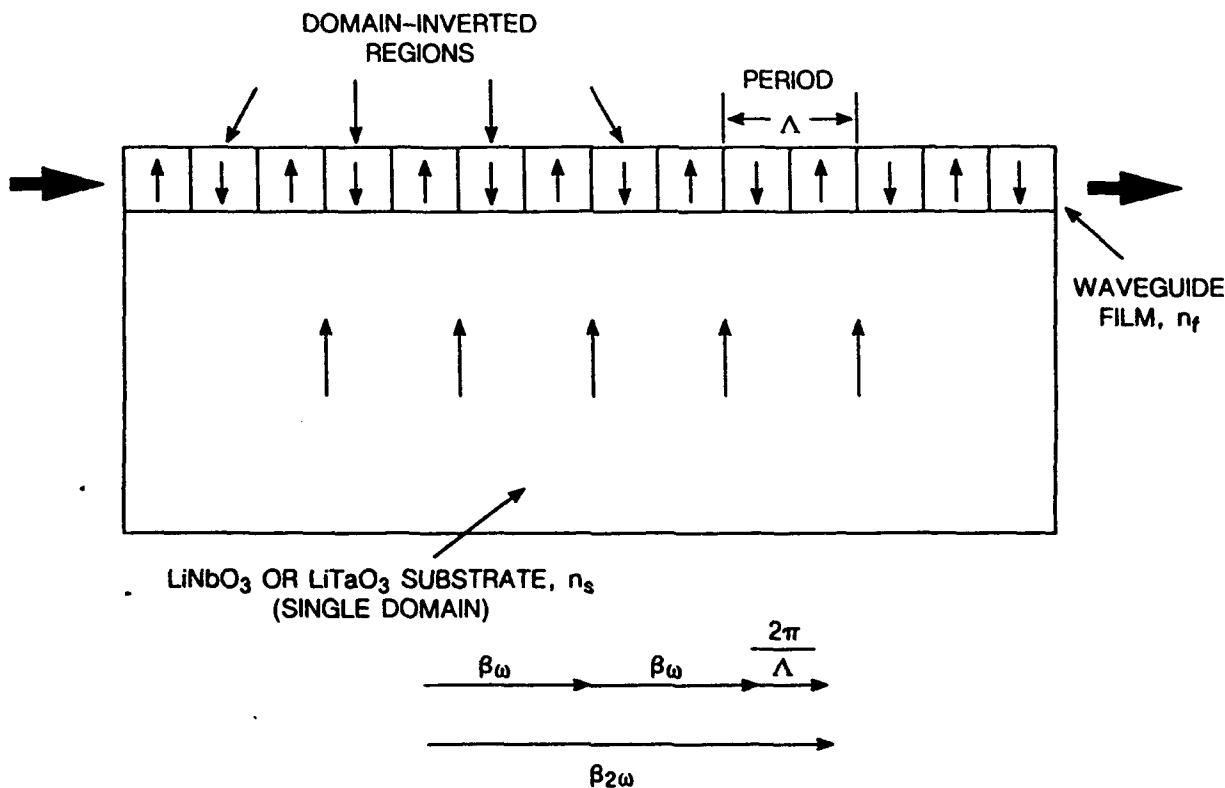 DOMAIN-INVERTED
REGIONS
PERIOD
Λ
WAVEGUIDE
FILM, n_f
LiNbO₃ OR LiTaO₃ SUBSTRATE, n_s
(SINGLE DOMAIN)
β_ω β_ω 2π/Λ
β_2ω